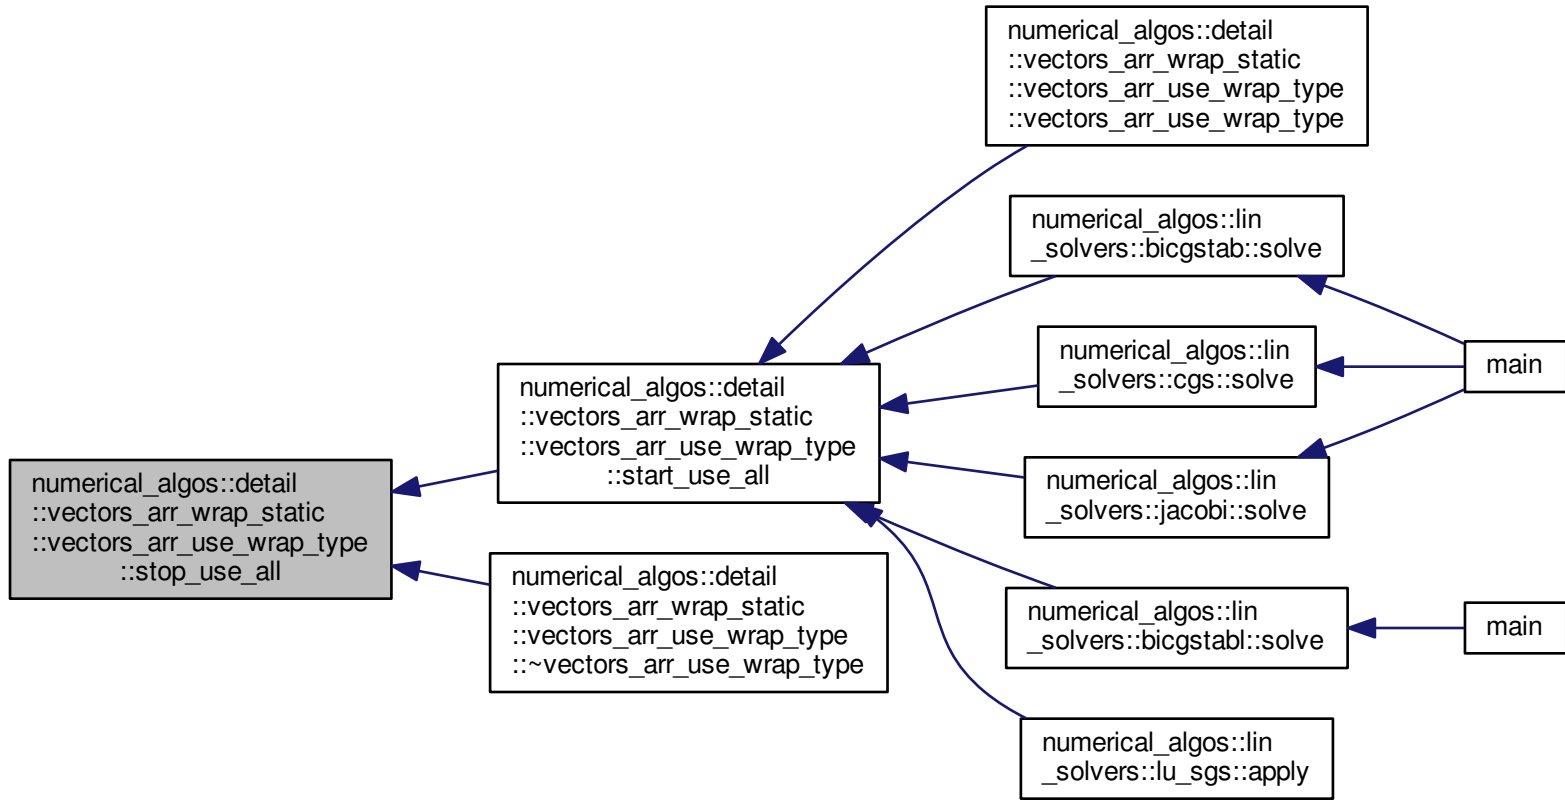 numerical_algos::detail
::vectors_arr_wrap_static
::vectors_arr_use_wrap_type
::stop_use_all
numerical_algos::detail
::vectors_arr_wrap_static
::vectors_arr_use_wrap_type
::start_use_all
numerical_algos::detail
::vectors_arr_wrap_static
::vectors_arr_use_wrap_type
::~vectors_arr_use_wrap_type
numerical_algos::detail
::vectors_arr_wrap_static
::vectors_arr_use_wrap_type
::vectors_arr_use_wrap_type
numerical_algos::lin
_solvers::bicgstab::solve
numerical_algos::lin
_solvers::cgs::solve
numerical_algos::lin
_solvers::jacobi::solve
numerical_algos::lin
_solvers::bicgstabl::solve
numerical_algos::lin
_solvers::lu_sgs::apply
main
main